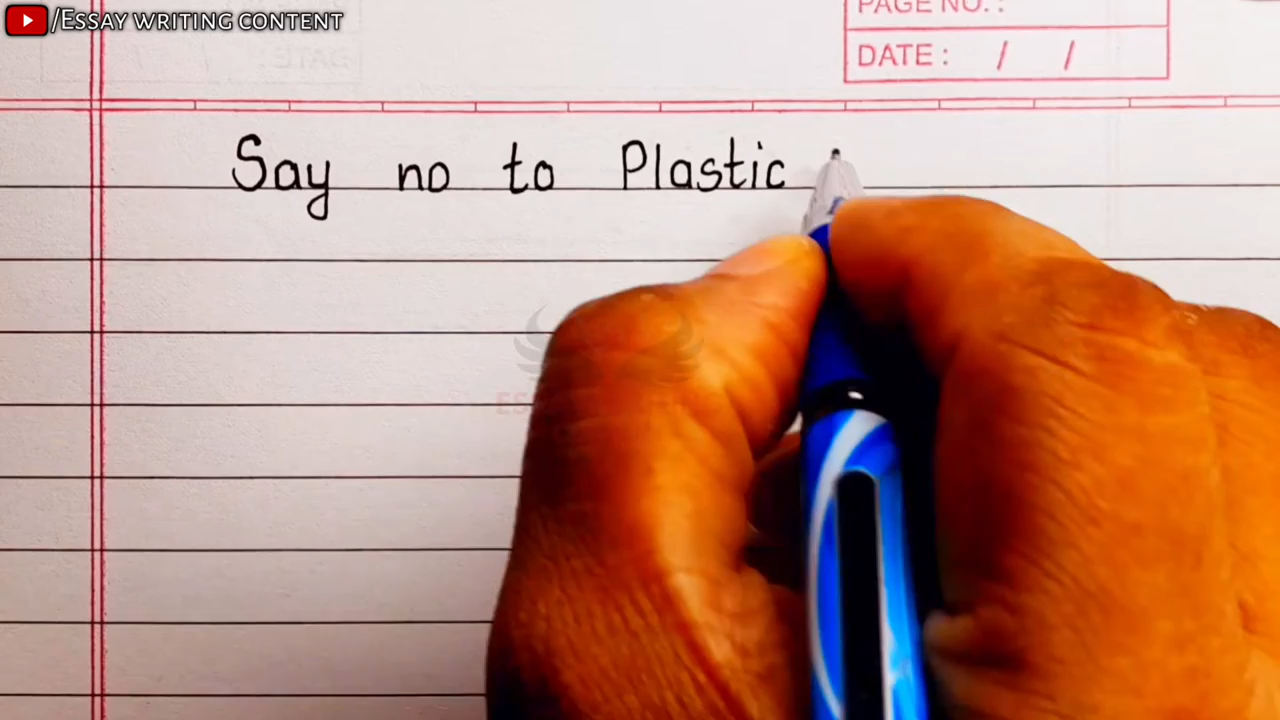 /ESSAY WRITING CONTENT
PAGE NO. :
DATE : / /
Say no to Plastic